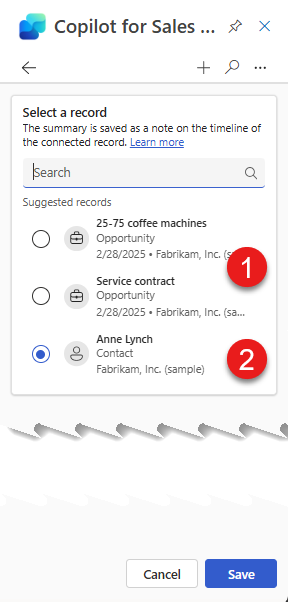 Copilot for Sales ...
Select a record
The summary is saved as a note on the timeline
of the connected record. Learn more
Search
Suggested records
25-75 coffee machines
Opportunity
2/28/2025 • Fabrikam, Inc. (sa...
1
Service contract
Opportunity
2/28/2025 • Fabrikam, Inc. (sa...
Anne Lynch
Contact
Fabrikam, Inc. (sample)
2
Cancel
Save